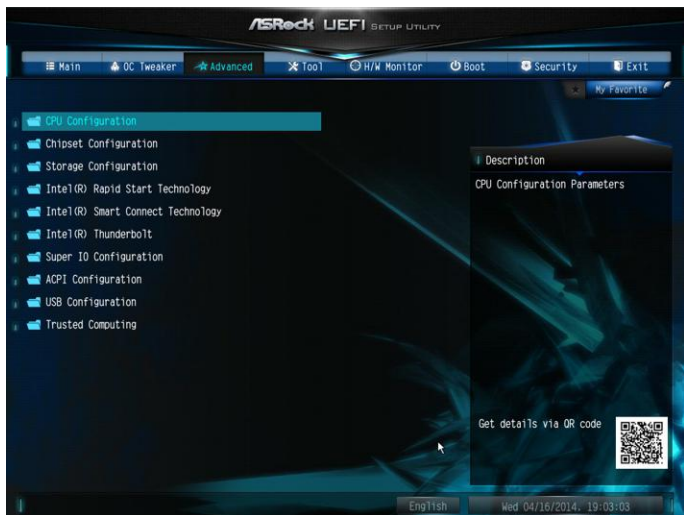 ASRock UEFI SETUP UTILITY
Main OC Tweaker Advanced Tool H/W Monitor Boot Security Exit
My Favorite
CPU Configuration
Chipset Configuration
Storage Configuration
Intel(R) Rapid Start Technology
Intel(R) Smart Connect Technology
Intel(R) Thunderbolt
Super IO Configuration
ACPI Configuration
USB Configuration
Trusted Computing
Description
CPU Configuration Parameters
Get details via QR code
English
Wed 04/16/2014. 19:03:03